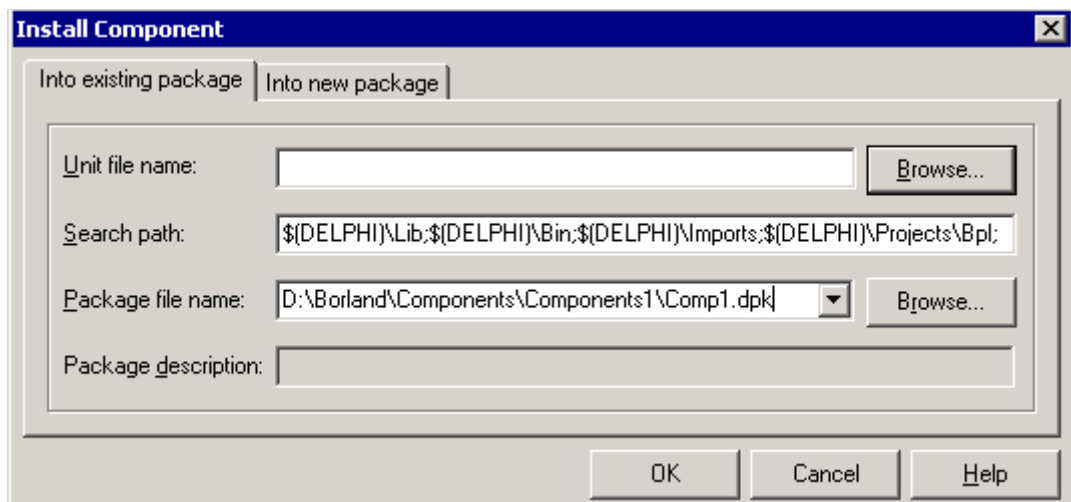 Install Component
Into existing package Into new package
Unit file name: Browse...
Search path: $(DELPHI)\Lib;$(DELPHI)\Bin;$(DELPHI)\Imports;$(DELPHI)\Projects\Bpl;
Package file name: D:\Borland\Components\Components1\Comp1.dpk Browse...
Package description:
OK Cancel Help